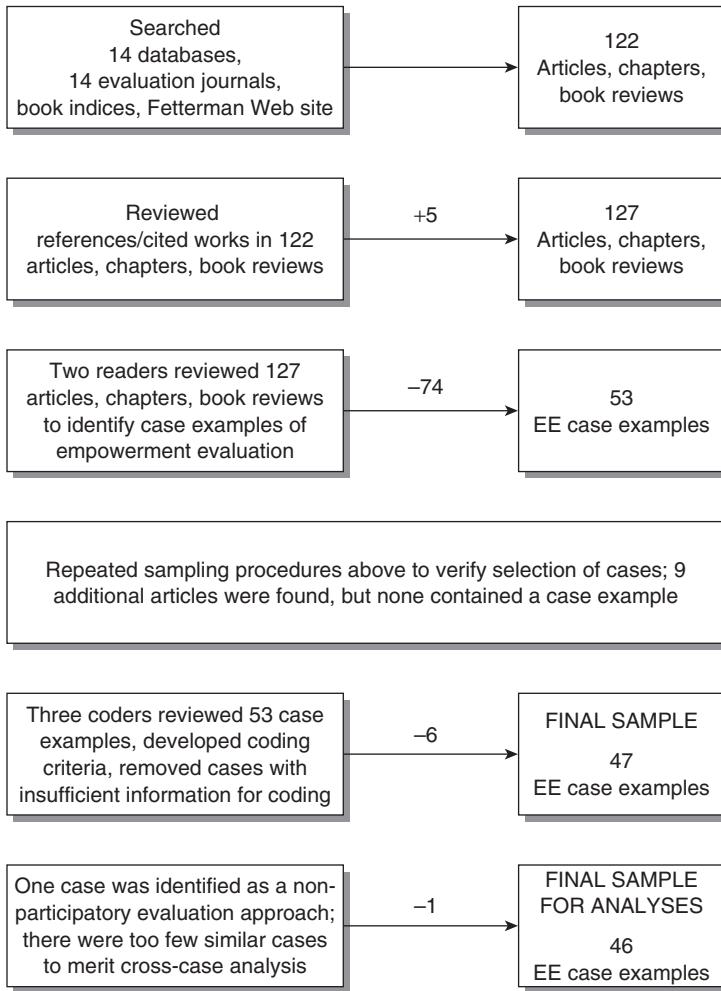 Searched
14 databases,
14 evaluation journals,
book indices, Fetterman Web site
122
Articles, chapters,
book reviews
Reviewed
references/cited works in 122
articles, chapters, book reviews
+5
127
Articles, chapters,
book reviews
Two readers reviewed 127
articles, chapters, book reviews
to identify case examples of
empowerment evaluation
–74
53
EE case examples
Repeated sampling procedures above to verify selection of cases; 9
additional articles were found, but none contained a case example
Three coders reviewed 53 case
examples, developed coding
criteria, removed cases with
insufficient information for coding
–6
FINAL SAMPLE
47
EE case examples
One case was identified as a non-
participatory evaluation approach;
there were too few similar cases
to merit cross-case analysis
–1
FINAL SAMPLE
FOR ANALYSES
46
EE case examples